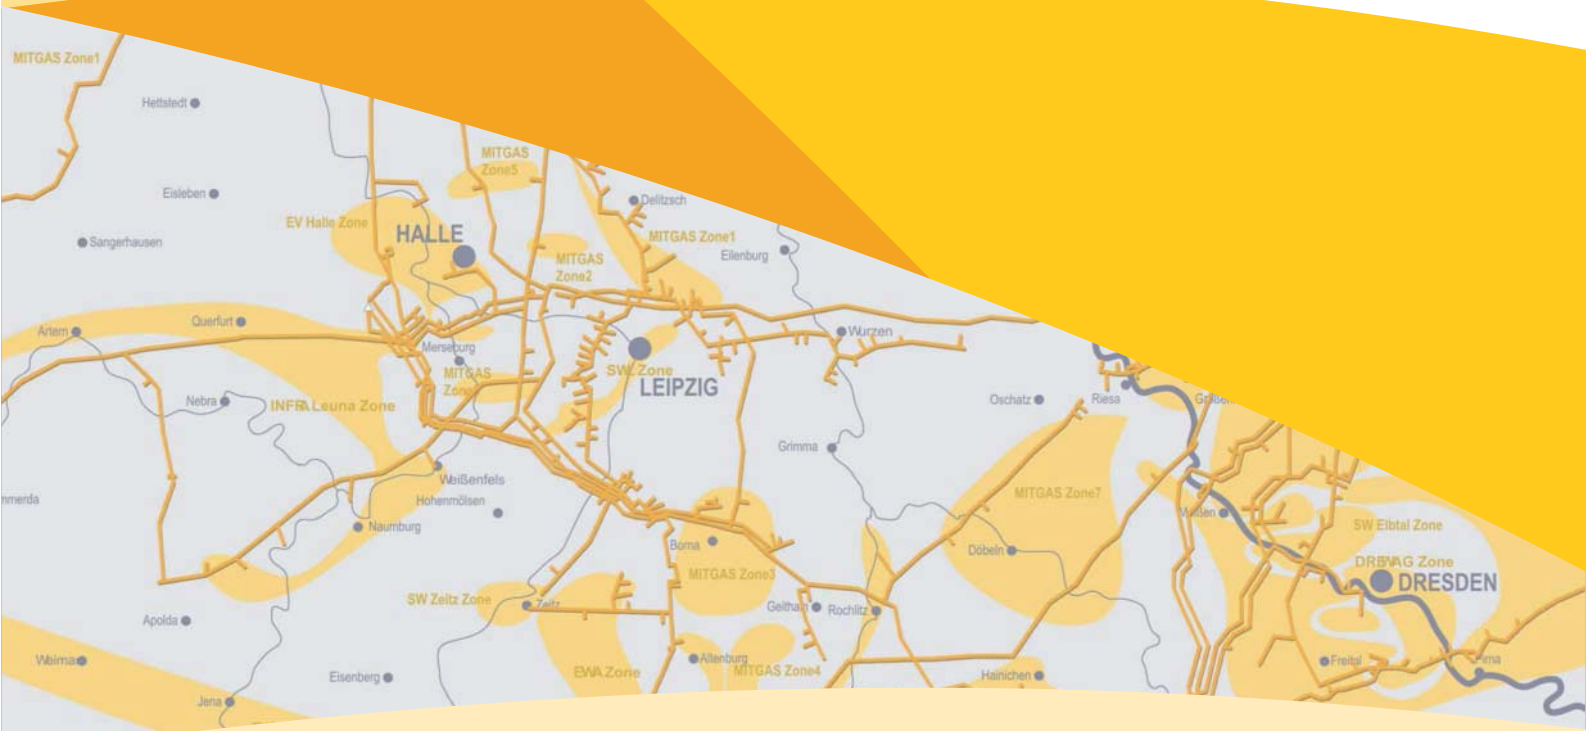 MITGAS Zone1
Hettstedt
MITGAS
Zone5
Eisleben
Delitzsch
EV Halle Zone
HALLE
MITGAS Zone1
Sangerhausen
Eilenburg
MITGAS
Zone2
Querfurt
Artern
Wurzen
Merseburg
SWL Zone
MITGAS
LEIPZIG
Nebra
INFRA Leuna Zone
Oschatz
Riesa
Grimma
Weißenfels
Hohenmölsen
MITGAS Zone7
mmerda
Naumburg
SW Elbtal Zone
Borna
Döbeln
DREWAG Zone
MITGAS Zone3
DRESDEN
SW Zeitz Zone
Zeitz
Geithain
Rochlitz
Apolda
Weimar
Altenburg
Freital
EWA Zone
MITGAS Zone4
Eisenberg
Hainichen
Jena